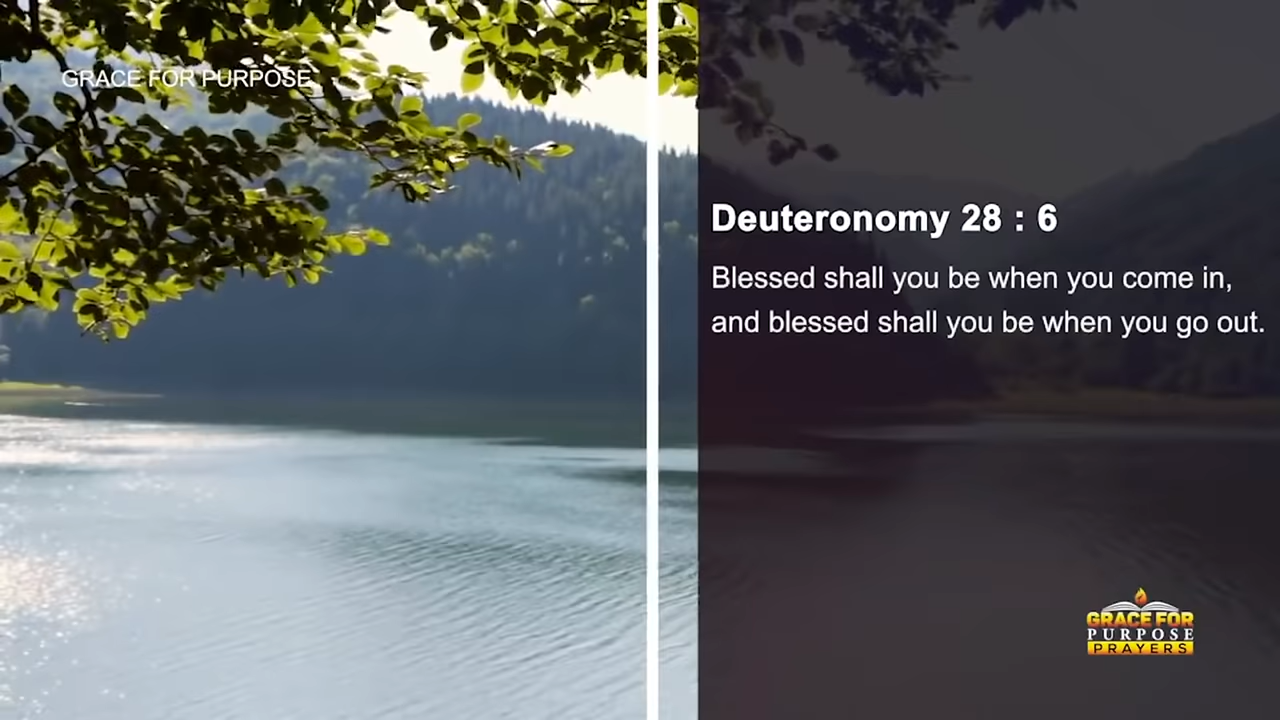 GRACE FOR PURPOSE
Deuteronomy 28 : 6
Blessed shall you be when you come in,
and blessed shall you be when you go out.
GRACE FOR
PURPOSE
PRAYERS